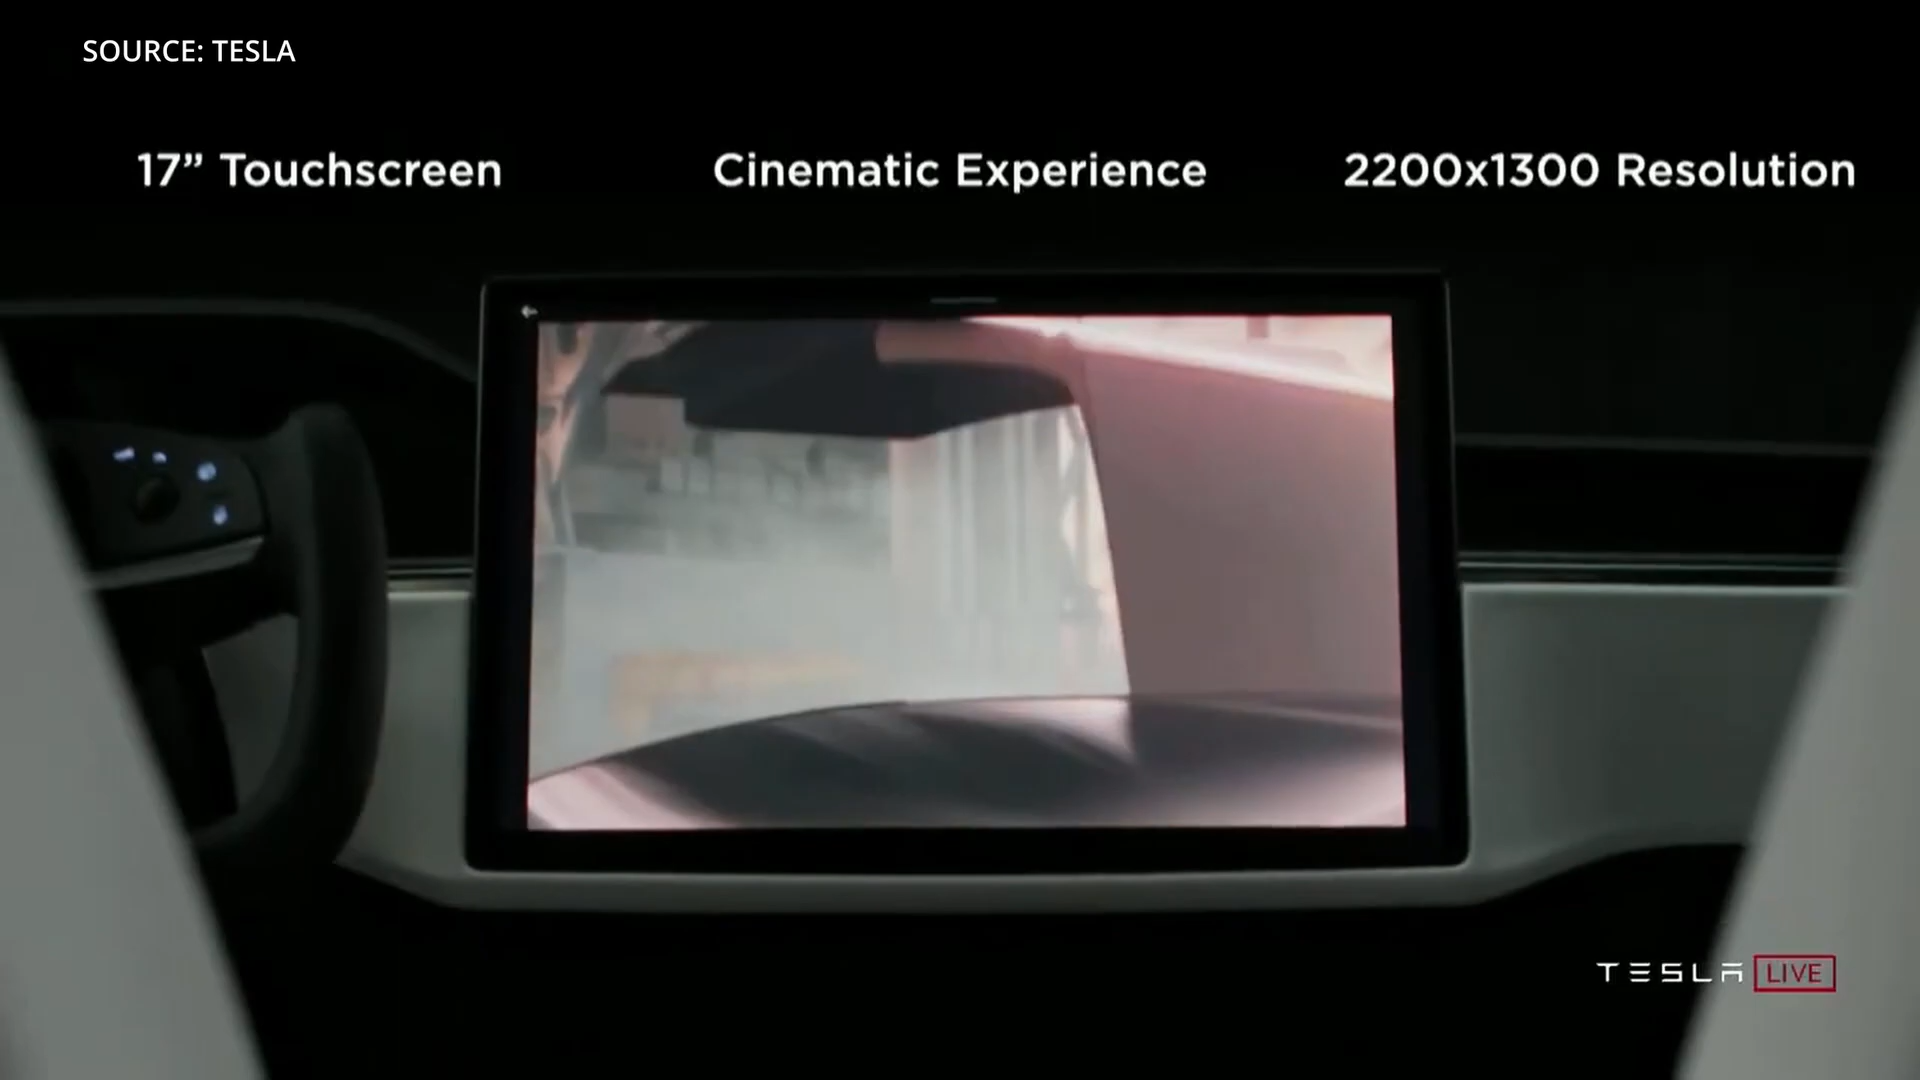 SOURCE: TESLA
17” Touchscreen
Cinematic Experience
2200x1300 Resolution
TESLA LIVE